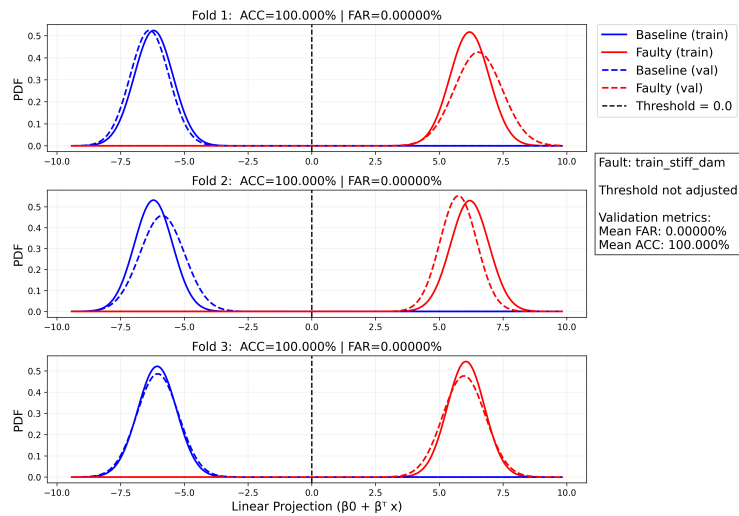 Fold 1:  ACC=100.000% | FAR=0.00000%
PDF
0.5
0.4
0.3
0.2
0.1
0.0
−10.0 −7.5 −5.0 −2.5 0.0 2.5 5.0 7.5 10.0
Baseline (train)
Faulty (train)
Baseline (val)
Faulty (val)
Threshold = 0.0
Fault: train_stiff_dam
Threshold not adjusted
Validation metrics:
Mean FAR: 0.00000%
Mean ACC: 100.000%
Fold 2:  ACC=100.000% | FAR=0.00000%
PDF
0.5
0.4
0.3
0.2
0.1
0.0
−10.0 −7.5 −5.0 −2.5 0.0 2.5 5.0 7.5 10.0
Fold 3:  ACC=100.000% | FAR=0.00000%
PDF
0.5
0.4
0.3
0.2
0.1
0.0
−10.0 −7.5 −5.0 −2.5 0.0 2.5 5.0 7.5 10.0
Linear Projection (β0 + βᵀ x)